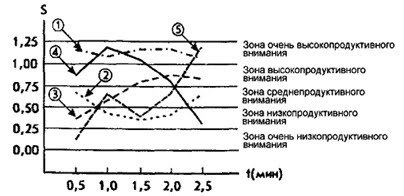 S
① ⑤
1,25
④
1,00
②
0,75
0,50
③
0,25
0,00
Зона очень высокопродуктивного
внимания
Зона высокопродуктивного
внимания
Зона среднепродуктивного
внимания
Зона низкопродуктивного
внимания
Зона очень низкопродуктивного
внимания
0,5 1,0 1,5 2,0 2,5
t(мин)